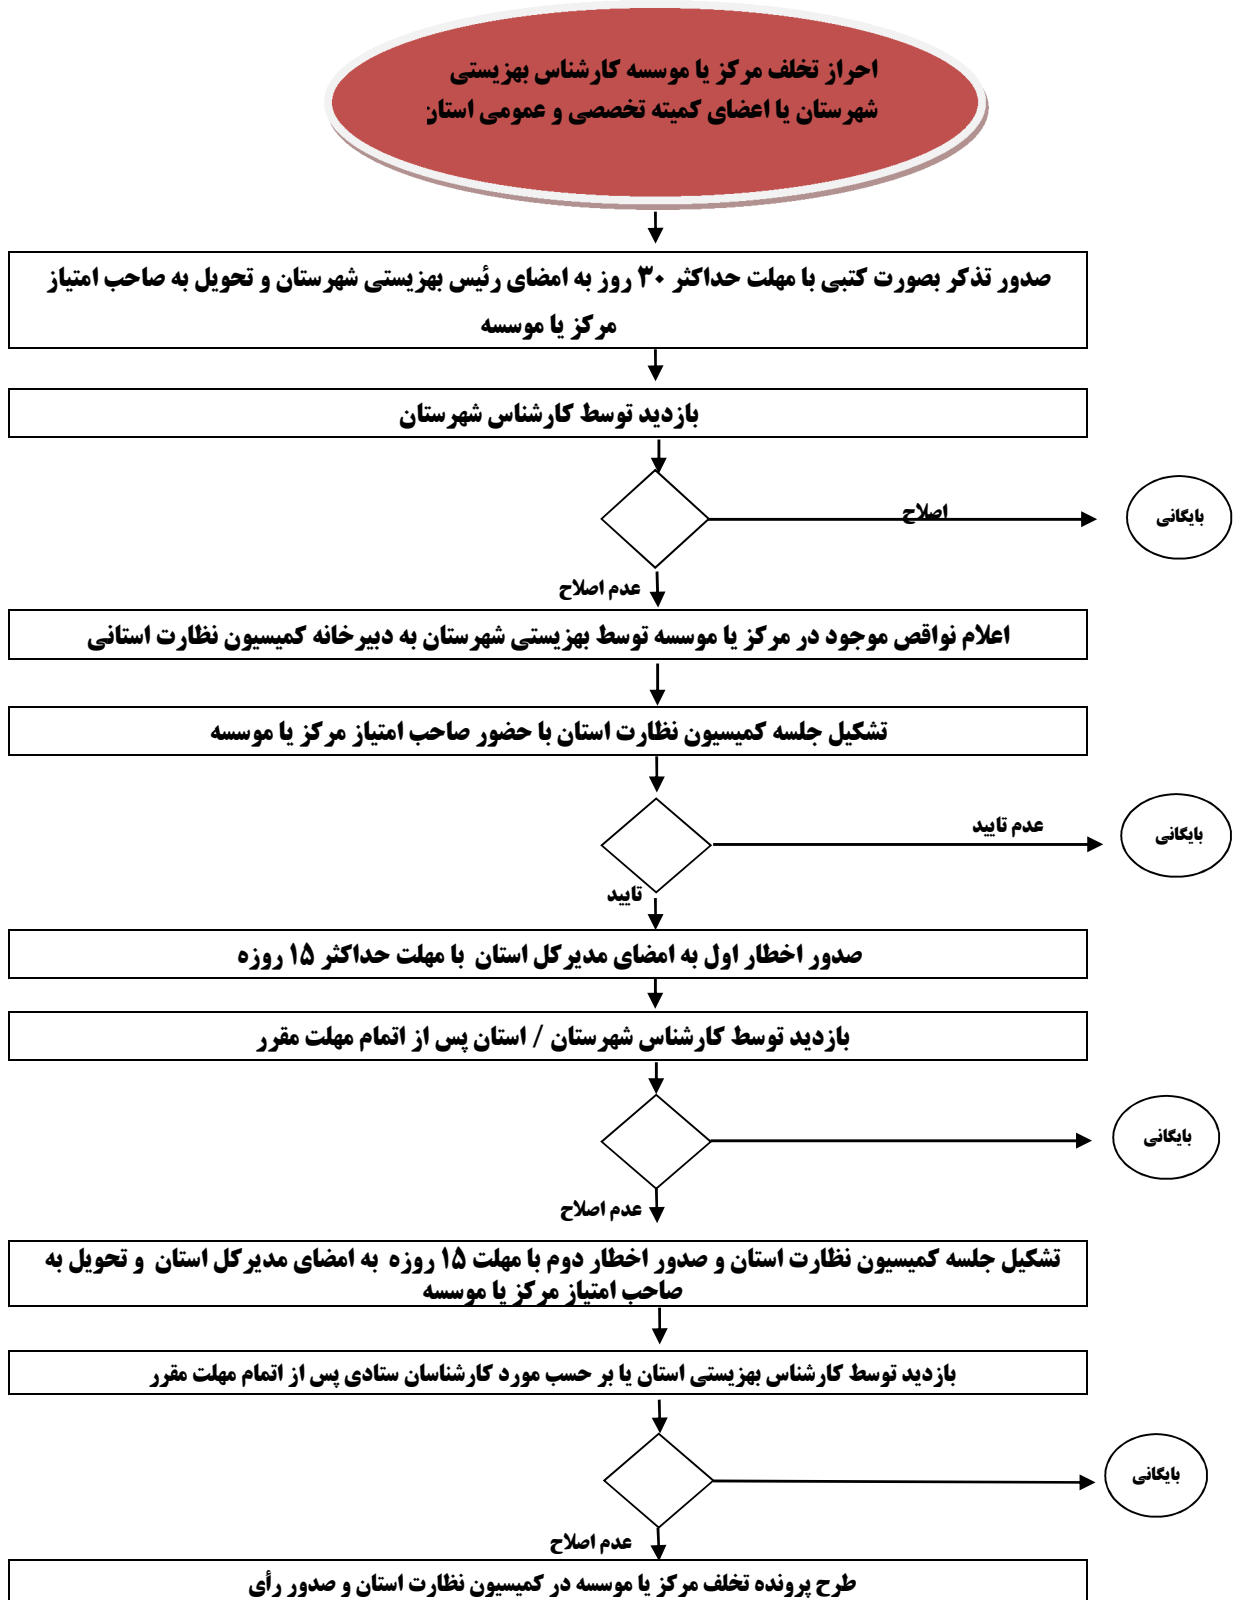 احراز تخلف مرکز یا موسسه کارشناس بهزیستی
شهرستان یا اعضای کمیته تخصصی و عمومی استان
صدور تذکر بصورت کتبی با مهلت حداکثر ۳۰ روز به امضای رئیس بهزیستی شهرستان و تحویل به صاحب امتیاز
مرکز یا موسسه
بازدید توسط کارشناس شهرستان
اصلاح
بایگانی
عدم اصلاح
اعلام نواقص موجود در مرکز یا موسسه توسط بهزیستی شهرستان به دبیرخانه کمیسیون نظارت استانی
تشکیل جلسه کمیسیون نظارت استان با حضور صاحب امتیاز مرکز یا موسسه
عدم تایید
بایگانی
تایید
صدور اخطار اول به امضای مدیرکل استان با مهلت حداکثر ۱۵ روزه
بازدید توسط کارشناس شهرستان / استان پس از اتمام مهلت مقرر
بایگانی
عدم اصلاح
تشکیل جلسه کمیسیون نظارت استان و صدور اخطار دوم با مهلت ۱۵ روزه به امضای مدیرکل استان و تحویل به
صاحب امتیاز مرکز یا موسسه
بازدید توسط کارشناس بهزیستی استان یا بر حسب مورد کارشناسان ستادی پس از اتمام مهلت مقرر
بایگانی
عدم اصلاح
طرح پرونده تخلف مرکز یا موسسه در کمیسیون نظارت استان و صدور رأی